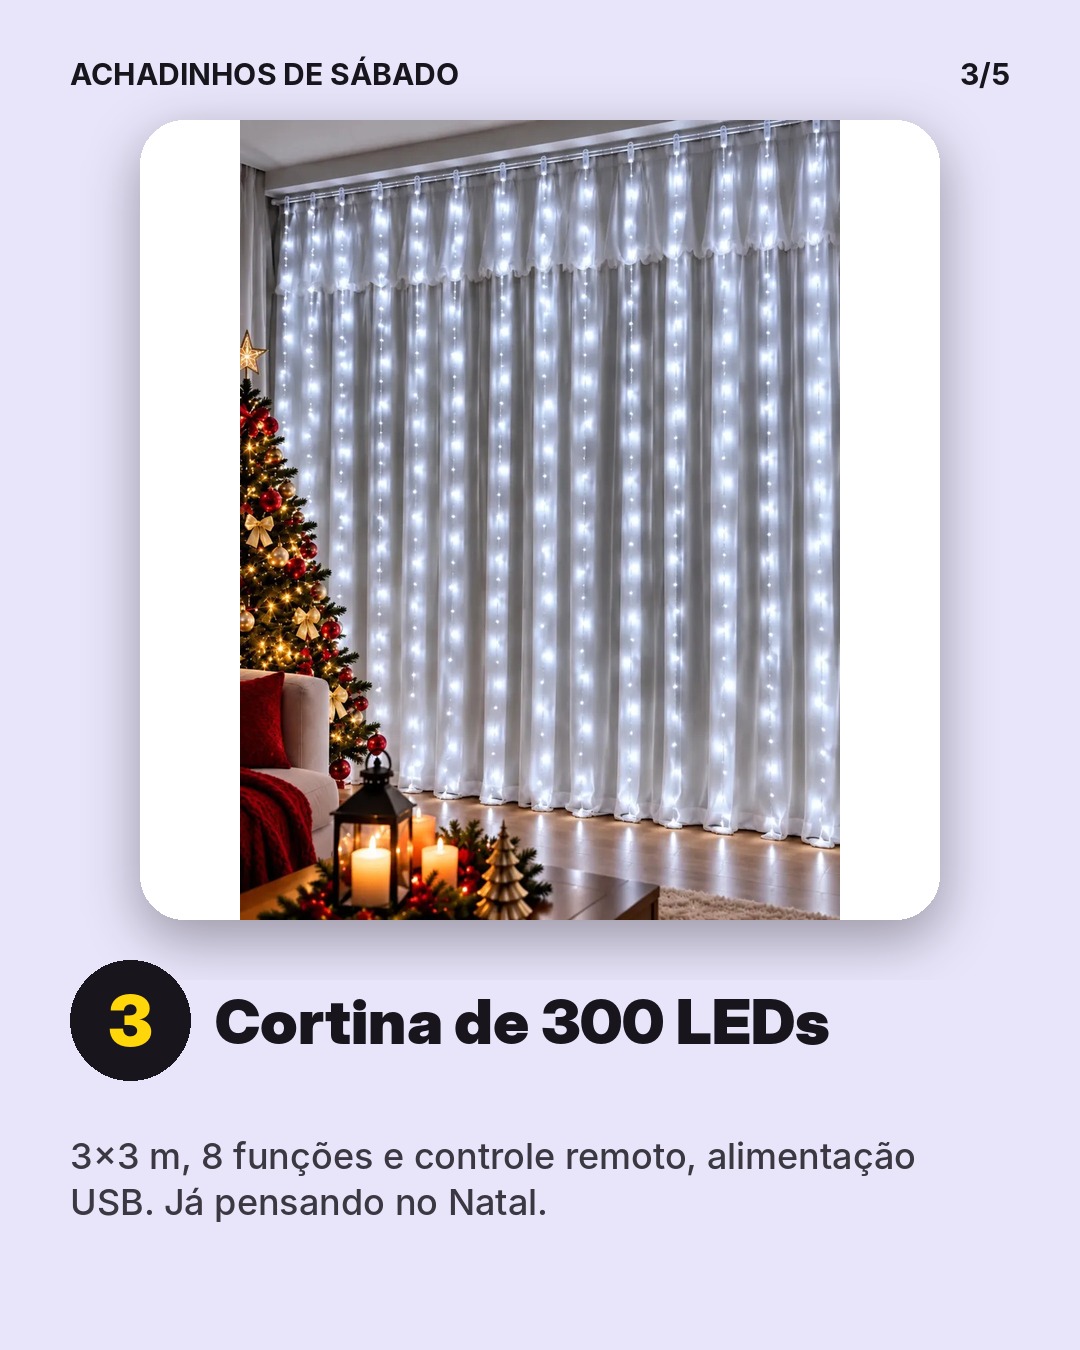 ACHADINHOS DE SÁBADO
3/5
3 Cortina de 300 LEDs
3×3 m, 8 funções e controle remoto, alimentação
USB. Já pensando no Natal.